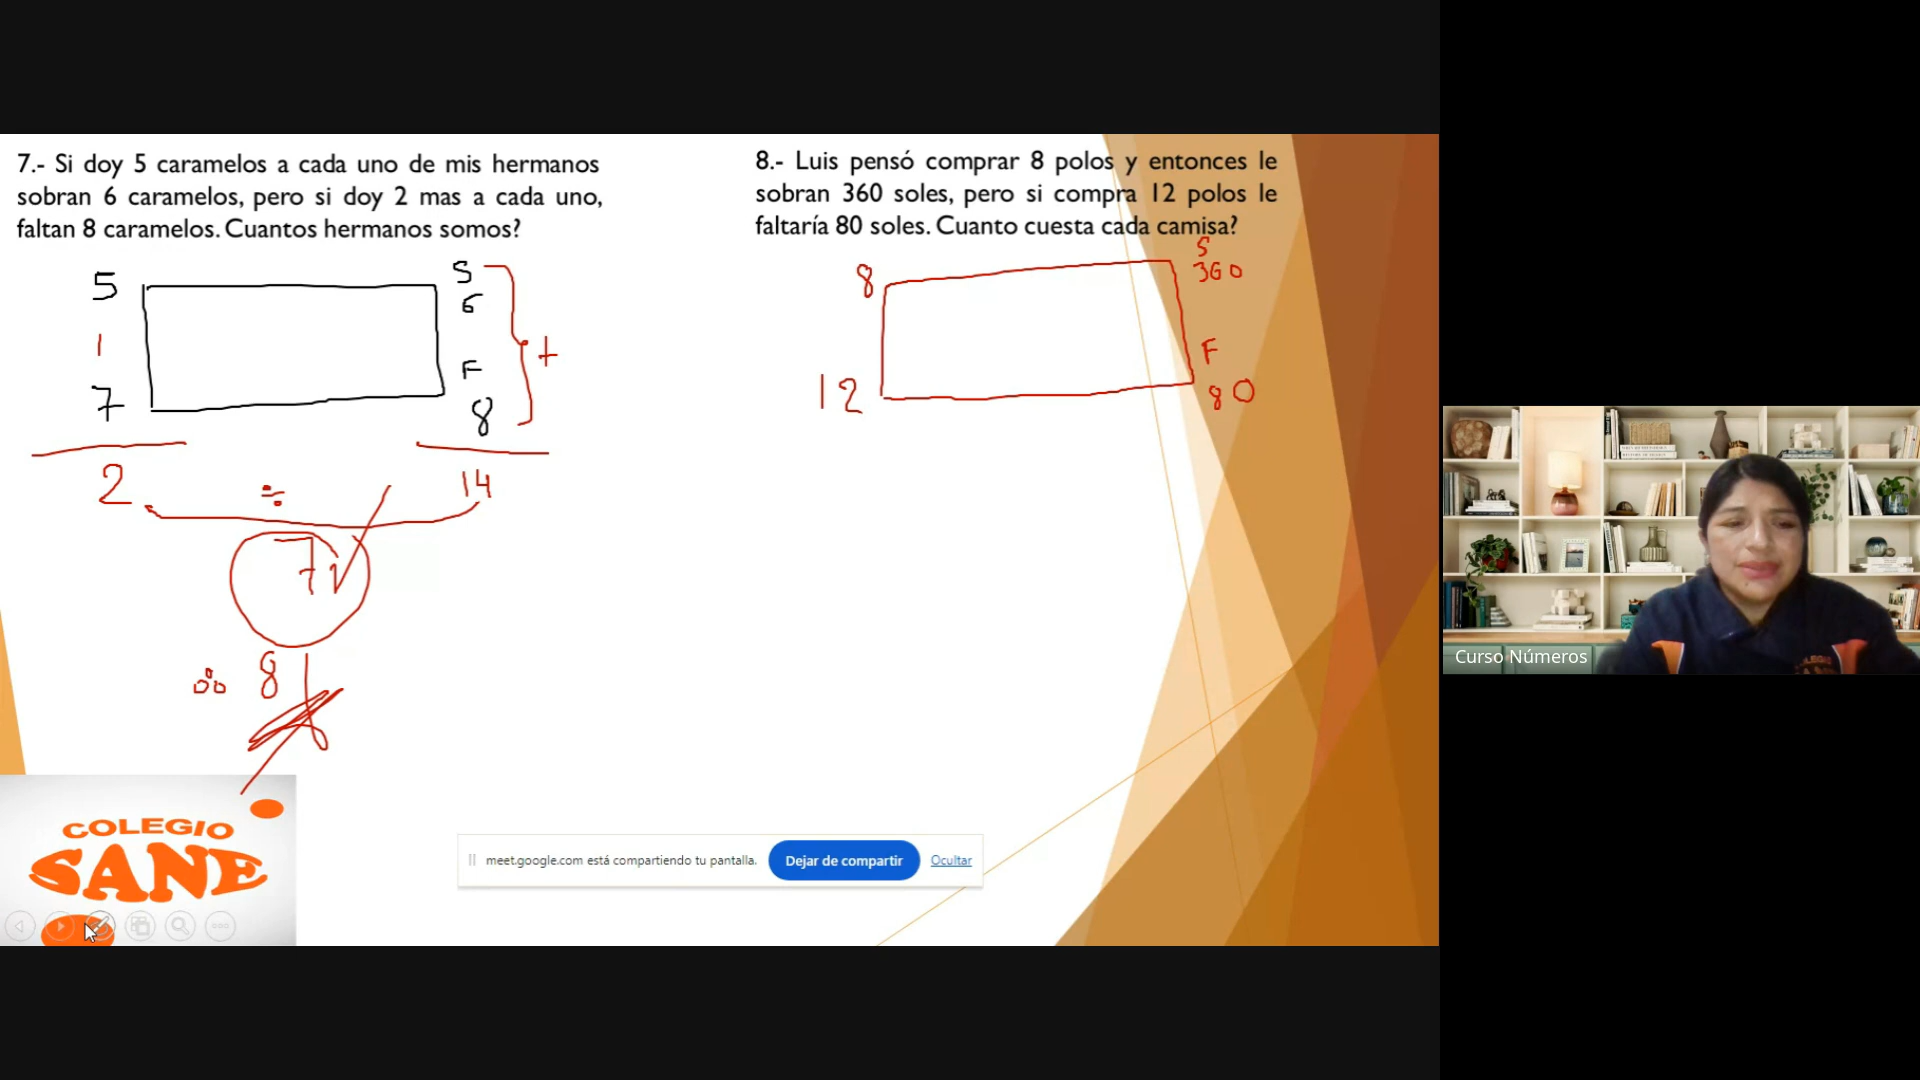 7.- Si doy 5 caramelos a cada uno de mis hermanos
sobran 6 caramelos, pero si doy 2 mas a cada uno,
faltan 8 caramelos. Cuantos hermanos somos?
5
S
6
1
+
F
7
8
2
÷
14
7
8
8.- Luis pensó comprar 8 polos y entonces le
sobran 360 soles, pero si compra 12 polos le
faltaría 80 soles. Cuanto cuesta cada camisa?
S
8
360
F
12
80
COLEGIO
SANE
meet.google.com está compartiendo tu pantalla.
Dejar de compartir
Ocultar
Curso Números